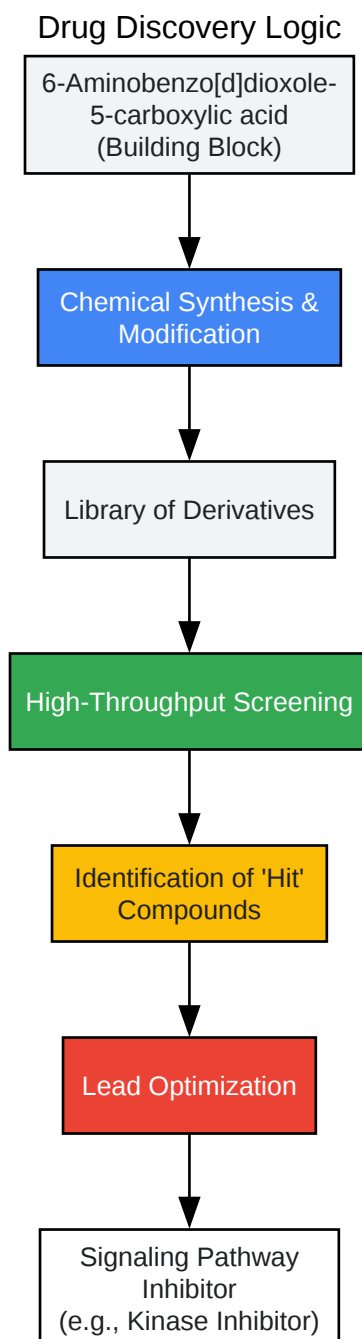 Drug Discovery Logic
6-Aminobenzo[d]dioxole-
5-carboxylic acid
(Building Block)
Chemical Synthesis &
Modification
Library of Derivatives
High-Throughput Screening
Identification of 'Hit'
Compounds
Lead Optimization
Signaling Pathway
Inhibitor
(e.g., Kinase Inhibitor)